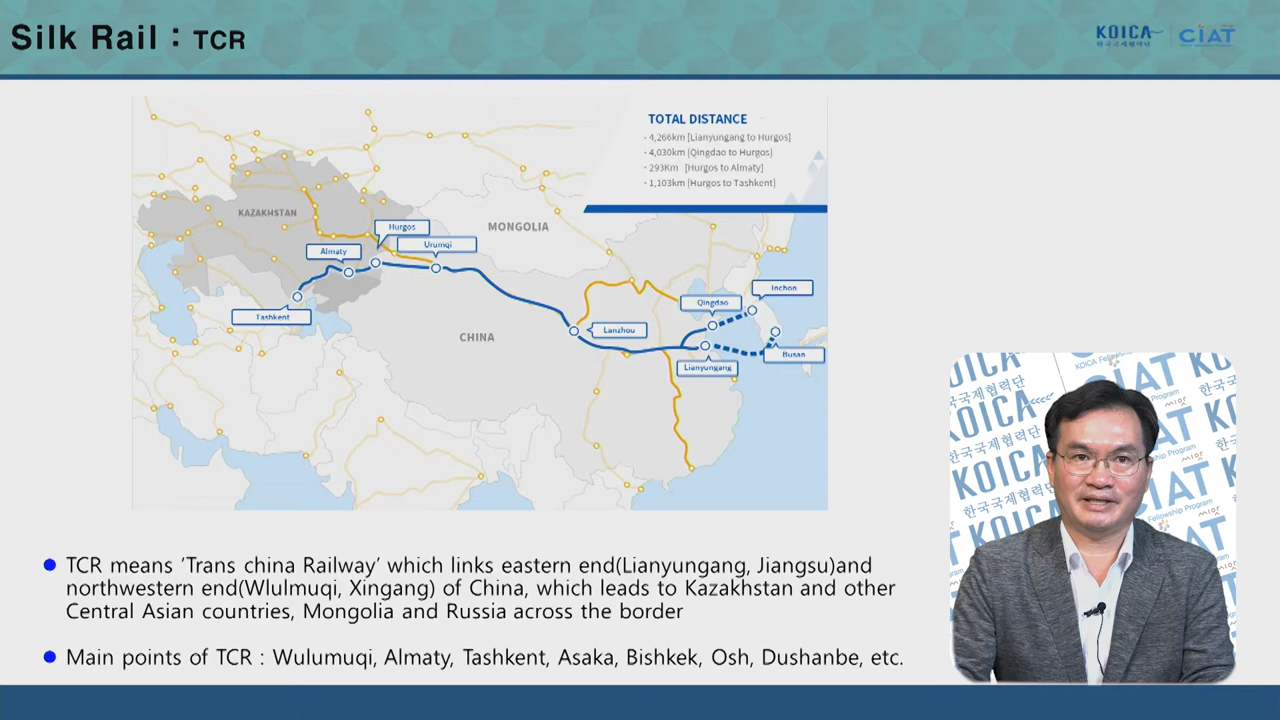 Silk Rail : TCR
KOICA
한국국제협력단
CIAT
TOTAL DISTANCE
- 4,266km [Lianyungang to Hurgos]
- 4,030km [Qingdao to Hurgos]
- 293Km [Hurgos to Almaty]
- 1,103km [Hurgos to Tashkent]
KAZAKHSTAN
MONGOLIA
Hurgos
Urumqi
Almaty
Tashkent
CHINA
Lanzhou
Qingdao
Inchon
Lianyungang
Busan
● TCR means ‘Trans china Railway’ which links eastern end(Lianyungang, Jiangsu)and
northwestern end(Wlulmuqi, Xingang) of China, which leads to Kazakhstan and other
Central Asian countries, Mongolia and Russia across the border
● Main points of TCR : Wulumuqi, Almaty, Tashkent, Asaka, Bishkek, Osh, Dushanbe, etc.
KOICA
한국국제협력단
CIAT
Fellowship Program
씨앗